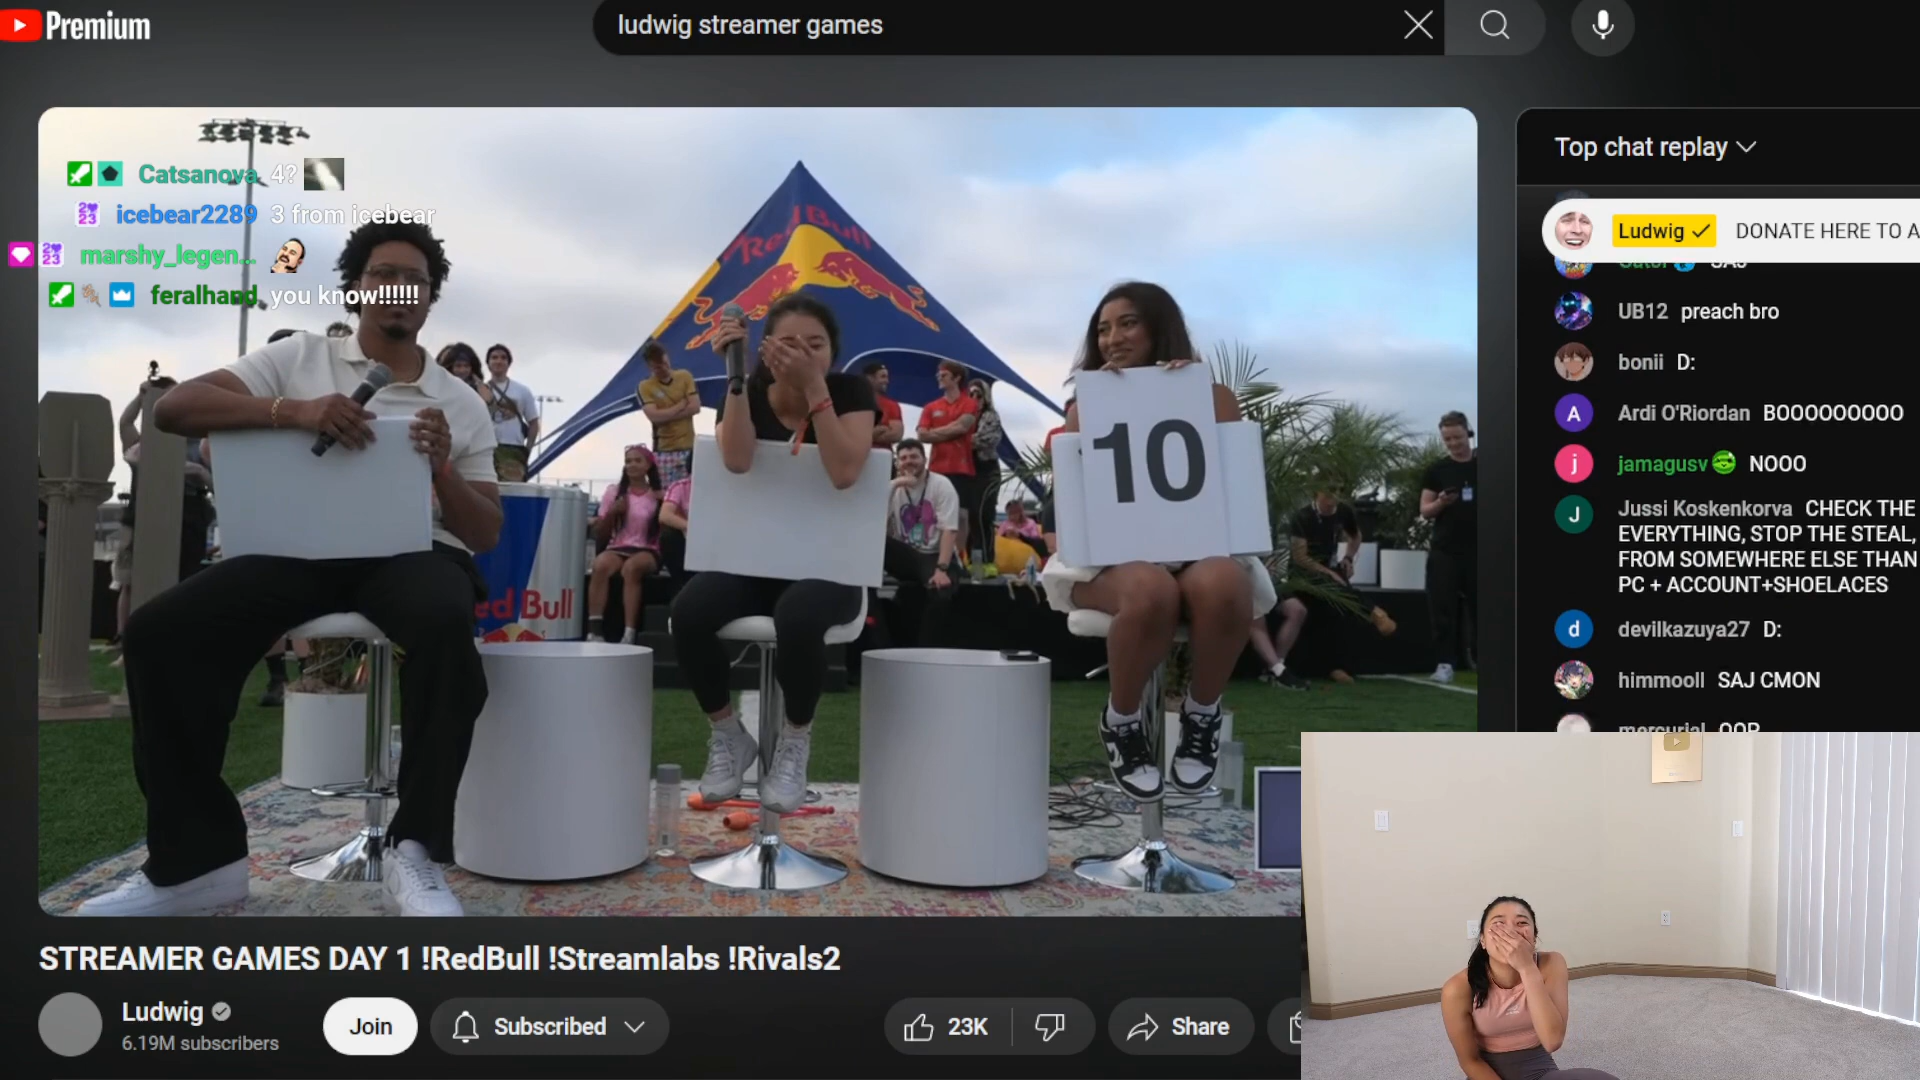 Premium
ludwig streamer games
Catsanova 4?
icebear2289 3 from icebear
marshy_legen...
feralhand you know!!!!!!
Red Bull
10
ed Bull
Top chat replay
Ludwig DONATE HERE TO A
UB12 preach bro
bonii D:
A Ardi O'Riordan BOOOOOOOOO
j jamagusv NOOO
J Jussi Koskenkorva CHECK THE
EVERYTHING, STOP THE STEAL,
FROM SOMEWHERE ELSE THAN
PC + ACCOUNT+SHOELACES
d devilkazuya27 D:
himmooll SAJ CMON
STREAMER GAMES DAY 1 !RedBull !Streamlabs !Rivals2
Ludwig
6.19M subscribers
Join
Subscribed
23K
Share